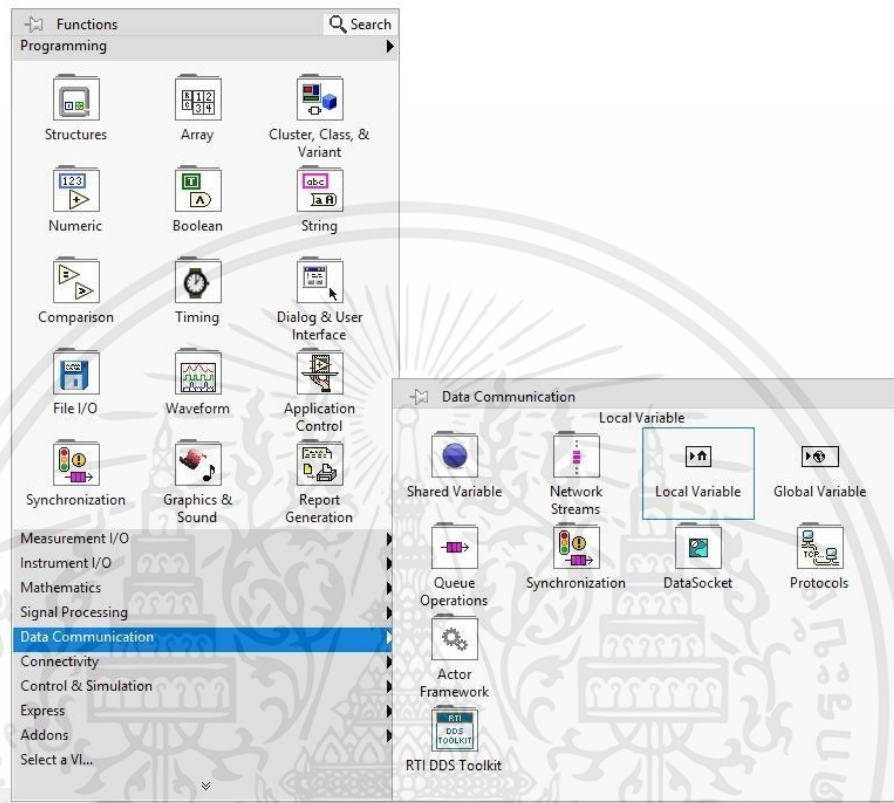 Functions
Search
Programming
Structures
Array
Cluster, Class, &
Variant
Numeric
Boolean
String
Comparison
Timing
Dialog & User
Interface
File I/O
Waveform
Application
Control
Synchronization
Graphics &
Sound
Report
Generation
Measurement I/O
Instrument I/O
Mathematics
Signal Processing
Data Communication
Connectivity
Control & Simulation
Express
Addons
Select a VI...
Data Communication
Local Variable
Shared Variable
Network
Streams
Local Variable
Global Variable
Queue
Operations
Synchronization
DataSocket
Protocols
Actor
Framework
RTI
DDS
TOOLKIT
RTI DDS Toolkit